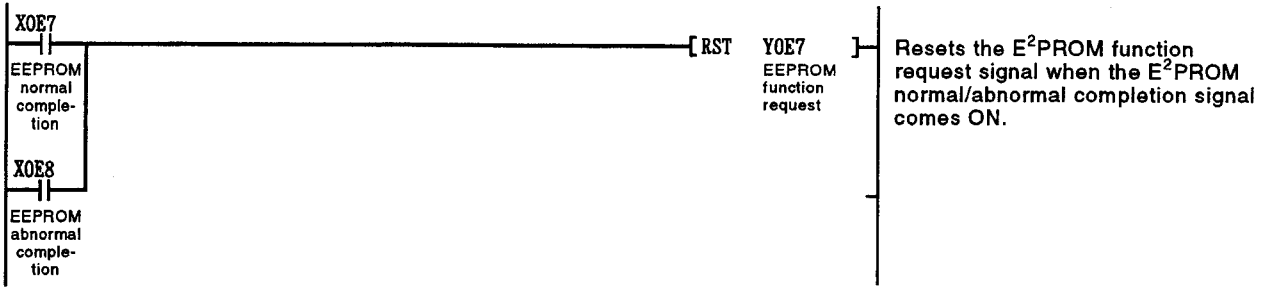 X0E7
EEPROM
normal
comple-
tion
[ RST Y0E7 ]
EEPROM
function
request
Resets the E²PROM function
request signal when the E²PROM
normal/abnormal completion signal
comes ON.
X0E8
EEPROM
abnormal
comple-
tion